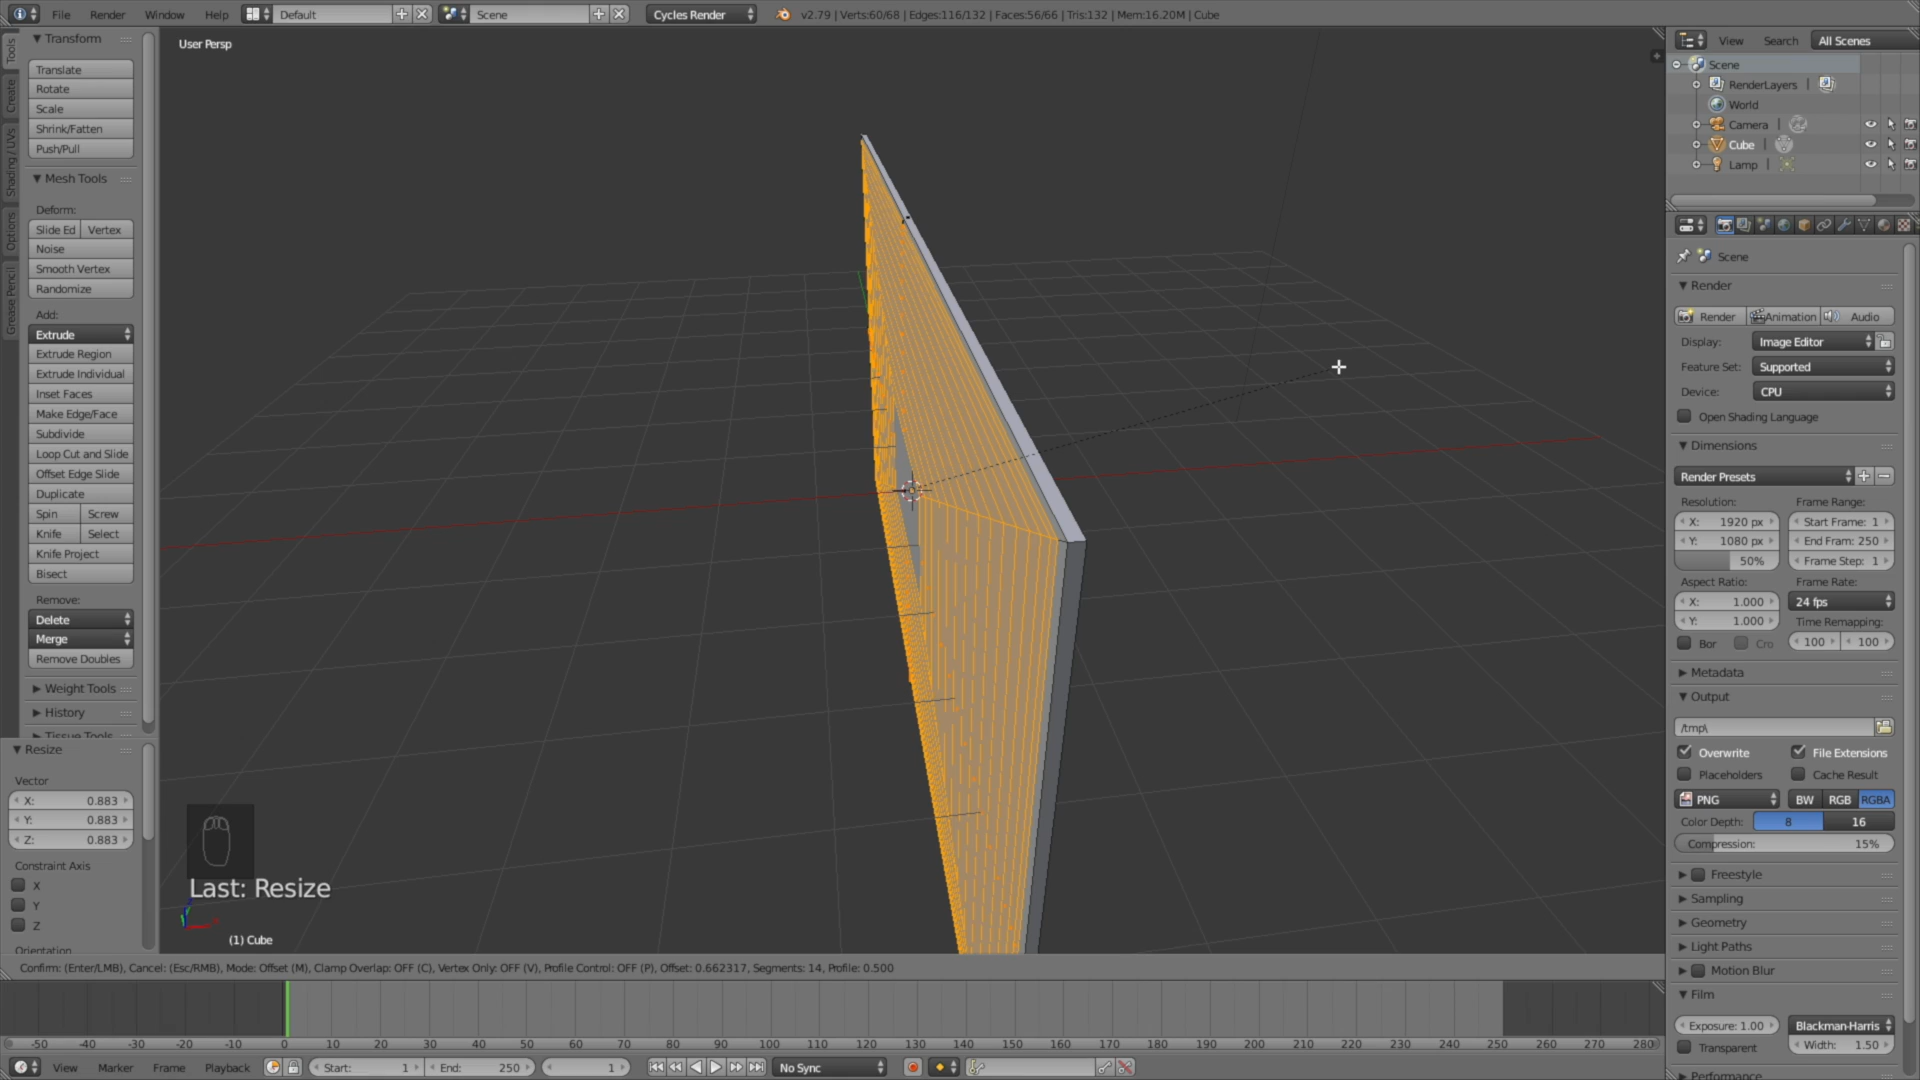 File Render Window Help Default Scene Cycles Render v2.79 | Verts:60/68 | Edges:116/132 | Faces:56/66 | Tris:132 | Mem:16.20M | Cube
Tools
Create
Shading / UVs
Options
Grease Pencil
Transform
Translate
Rotate
Scale
Shrink/Fatten
Push/Pull
Mesh Tools
Deform:
Slide Ed Vertex
Noise
Smooth Vertex
Randomize
Add:
Extrude
Extrude Region
Extrude Individual
Inset Faces
Make Edge/Face
Subdivide
Loop Cut and Slide
Offset Edge Slide
Duplicate
Spin Screw
Knife Select
Knife Project
Bisect
Remove:
Delete
Merge
Remove Doubles
Weight Tools
History
Tissue Tools
Resize
Vector
X: 0.883
Y: 0.883
Z: 0.883
Constraint Axis
X
Y
Z
Orientation
User Persp
Last: Resize
(1) Cube
Confirm: (Enter/LMB), Cancel: (Esc/RMB), Mode: Offset (M), Clamp Overlap: OFF (C), Vertex Only: OFF (V), Profile Control: OFF (P), Offset: 0.662317, Segments: 14, Profile: 0.500
-50 -40 -30 -20 -10 0 10 20 30 40 50 60 70 80 90 100 110 120 130 140 150 160 170 180 190 200 210 220 230 240 250 260 270 280
View Marker Frame Playback Start: 1 End: 250 1 No Sync
View Search All Scenes
Scene
RenderLayers |
World
Camera |
Cube |
Lamp |
Scene
Render
Render Animation Audio
Display: Image Editor
Feature Set: Supported
Device: CPU
Open Shading Language
Dimensions
Render Presets
Resolution: Frame Range:
X: 1920 px Start Frame: 1
Y: 1080 px End Fram: 250
50% Frame Step: 1
Aspect Ratio: Frame Rate:
X: 1.000 24 fps
Y: 1.000 Time Remapping:
Bor Cro 100 100
Metadata
Output
/tmp\
Overwrite File Extensions
Placeholders Cache Result
PNG BW RGB RGBA
Color Depth: 8 16
Compression: 15%
Freestyle
Sampling
Geometry
Light Paths
Motion Blur
Film
Exposure: 1.00 Blackman-Harris
Transparent Width: 1.50
Performance